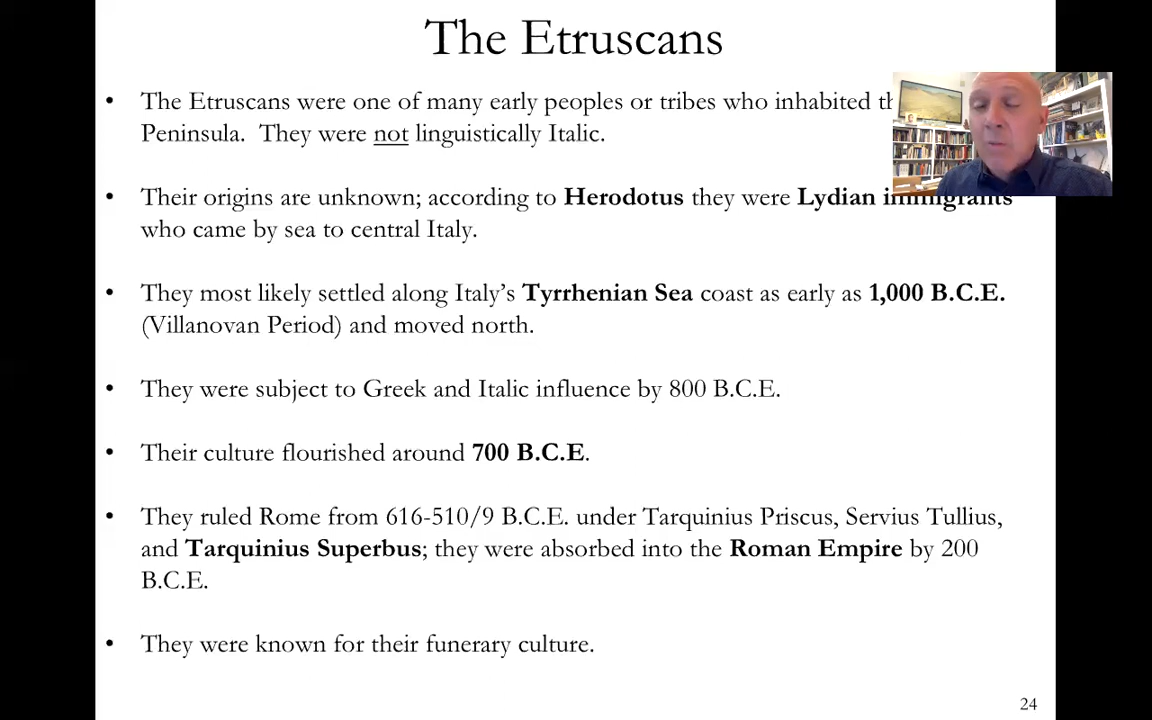 The Etruscans
• The Etruscans were one of many early peoples or tribes who inhabited
Peninsula. They were not linguistically Italic.
• Their origins are unknown; according to Herodotus they were Lydian immigrants
who came by sea to central Italy.
• They most likely settled along Italy's Tyrrhenian Sea coast as early as 1,000 B.C.E.
(Villanovan Period) and moved north.
• They were subject to Greek and Italic influence by 800 B.C.E.
• Their culture flourished around 700 B.C.E.
• They ruled Rome from 616-510/9 B.C.E. under Tarquinius Priscus, Servius Tullius,
and Tarquinius Superbus; they were absorbed into the Roman Empire by 200
B.C.E.
• They were known for their funerary culture.
24